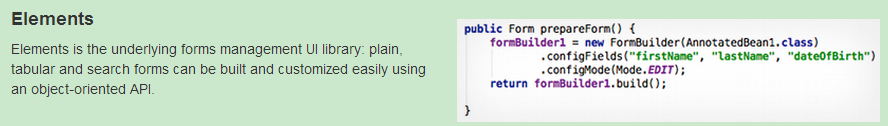 Elements
Elements is the underlying forms management UI library: plain,
tabular and search forms can be built and customized easily using
an object-oriented API.
public Form prepareForm() {
formBuilder1 = new FormBuilder(AnnotatedBean1.class)
.configFields("firstName", "lastName", "dateOfBirth")
.configMode(Mode.EDIT);
return formBuilder1.build();
}